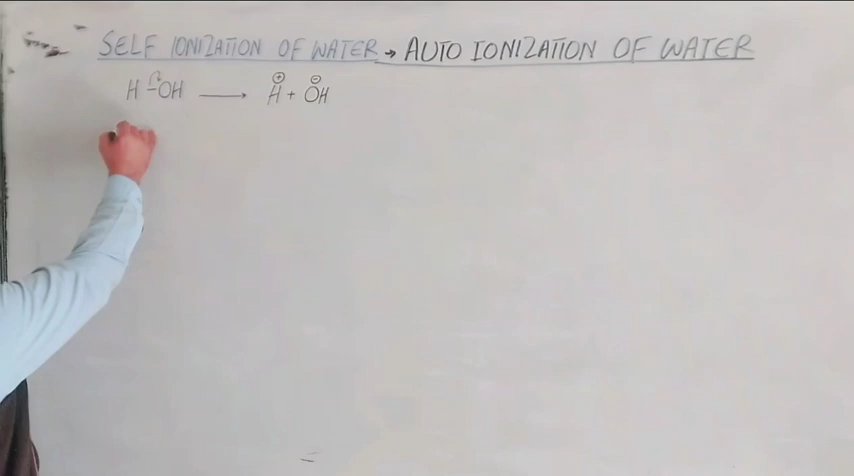 SELF IONIZATION OF WATER → AUTO IONIZATION OF WATER
H–OH ⟶ H⊕ + OH⊖